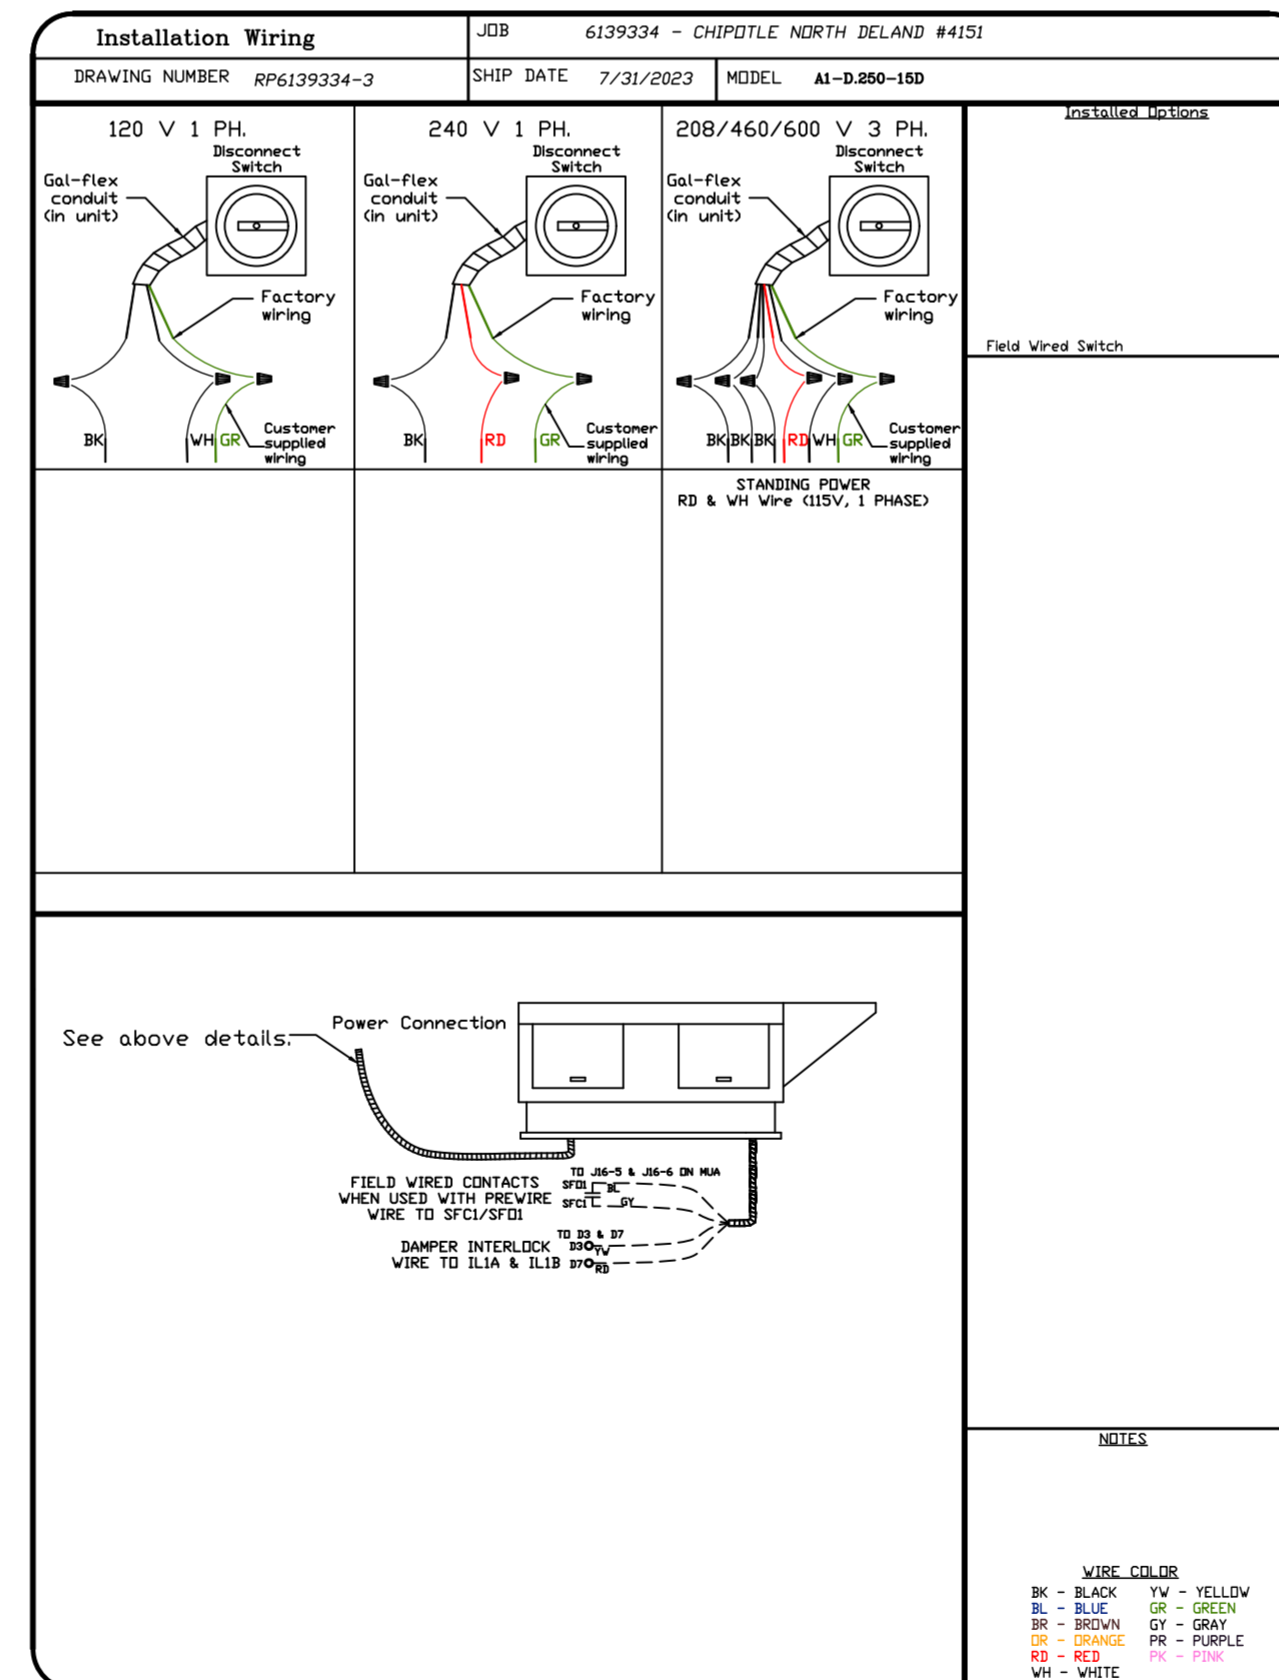 Installation Wiring
JOB 6139334 - CHIPOTLE NORTH DELAND #4151
DRAWING NUMBER RP6139334-3
SHIP DATE 7/31/2023
MODEL A1-D.250-15D
120 V 1 PH.
Disconnect
Switch
Gal-flex
conduit
(in unit)
Factory
wiring
BK
WH
GR
Customer
supplied
wiring
240 V 1 PH.
Disconnect
Switch
Gal-flex
conduit
(in unit)
Factory
wiring
BK
RD
GR
Customer
supplied
wiring
208/460/600 V 3 PH.
Disconnect
Switch
Gal-flex
conduit
(in unit)
Factory
wiring
BK
BK
BK
RD
WH
GR
Customer
supplied
wiring
STANDING POWER
RD & WH Wire (115V, 1 PHASE)
Installed Options
Field Wired Switch
See above details.
Power Connection
FIELD WIRED CONTACTS
WHEN USED WITH PREWIRE
WIRE TO SFC1/SFO1
TO J16-5 & J16-6 ON MUA
SFO1
BL
SFC1
GY
DAMPER INTERLOCK
WIRE TO IL1A & IL1B
TO D3 & D7
D3
YW
D7
RD
NOTES
WIRE COLOR
BK - BLACK YW - YELLOW
BL - BLUE GR - GREEN
BR - BROWN GY - GRAY
OR - ORANGE PR - PURPLE
RD - RED PK - PINK
WH - WHITE